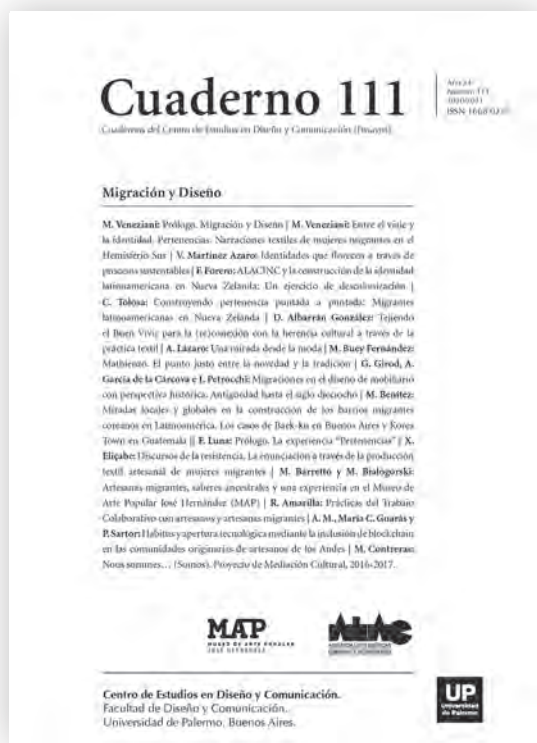 Cuaderno 111
Cuadernos del Centro de Estudios en Diseño y Comunicación [Ensayos].
ISSN 1668-0227
Migración y Diseño
M. Veneziani: Prólogo. Migración y Diseño | M. Veneziani: Entre el viaje y
la identidad. Pertenencias. Narraciones textiles de mujeres migrantes en el
Hemisferio Sur | V. Martínez Azaro: Identidades que florecen a través de
procesos sustentables | F. Forero: ALACINC y la construcción de la identidad
latinoamericana en Nueva Zelanda: Un ejercicio de descolonización |
C. Tolosa: Construyendo pertenencia puntada a puntada: Migrantes
latinoamericanas en Nueva Zelanda | D. Albarrán González: Tejiendo
el Buen Vivir para la (re)conexión con la herencia cultural a través de la
práctica textil | A. Lázaro: Una mirada desde la moda | M. Buey Fernández:
Mathienzo. El punto justo entre la novedad y la tradición | G. Girod, A.
García de la Cárcova e I. Petrocchi: Migraciones en el diseño de mobiliario
con perspectiva histórica. Antigüedad hasta el siglo dieciocho | M. Benítez:
Miradas locales y globales en la construcción de los barrios migrantes
coreanos en Latinoamérica. Los casos de Baek-ku en Buenos Aires y Korea
Town en Guatemala || F. Luna: Prólogo. La experiencia "Pertenencias" | X.
Eliçabe: Discursos de la resistencia. La enunciación a través de la producción
textil artesanal de mujeres migrantes | M. Barretto y M. Bialogorski:
Artesanas migrantes, saberes ancestrales y una experiencia en el Museo de
Arte Popular José Hernández (MAP) | R. Amarilla: Prácticas del Trabajo
Colaborativo con artesanos y artesanas migrantes | A. M., María C. Guarás y
P. Sartor: Hábitus y apertura tecnológica mediante la inclusión de blockchain
en las comunidades originarias de artesanos de los Andes | M. Contreras:
Nous sommes… (Somos). Proyecto de Mediación Cultural, 2016-2017.
MAP
MUSEO DE ARTE POPULAR
JOSÉ HERNÁNDEZ
ALAC
Centro de Estudios en Diseño y Comunicación.
Facultad de Diseño y Comunicación.
Universidad de Palermo. Buenos Aires.
UP
Universidad
de Palermo